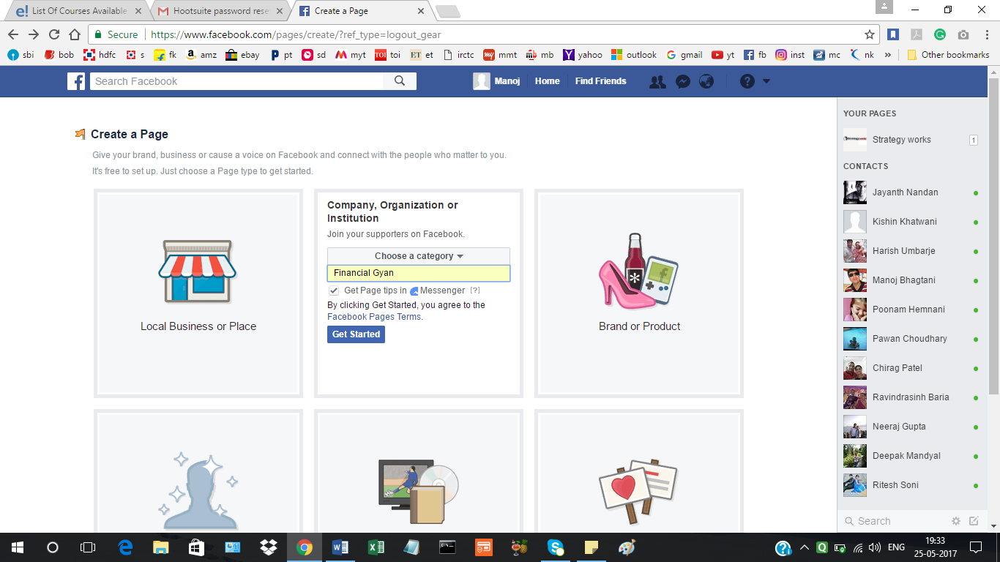 List Of Courses Available
Hootsuite password rese
Create a Page
Secure
https://www.facebook.com/pages/create/?ref_type=logout_gear
sbi
bob
hdfc
s
fk
amz
ebay
pt
sd
myt
toi
et
irctc
mmt
mb
yahoo
outlook
gmail
yt
fb
inst
mc
nk
»
Other bookmarks
Search Facebook
Manoj
Home
Find Friends
Create a Page
Give your brand, business or cause a voice on Facebook and connect with the people who matter to you.
It's free to set up. Just choose a Page type to get started.
Local Business or Place
Company, Organization or
Institution
Join your supporters on Facebook.
Choose a category
Financial Gyan
Get Page tips in Messenger [?]
By clicking Get Started, you agree to the
Facebook Pages Terms.
Get Started
Brand or Product
YOUR PAGES
Strategy works
1
CONTACTS
Jayanth Nandan
Kishin Khatwani
Harish Umbarje
Manoj Bhagtani
Poonam Hemnani
Pawan Choudhary
Chirag Patel
Ravindrasinh Baria
Neeraj Gupta
Deepak Mandyal
Ritesh Soni
Search
ENG
19:33
25-05-2017